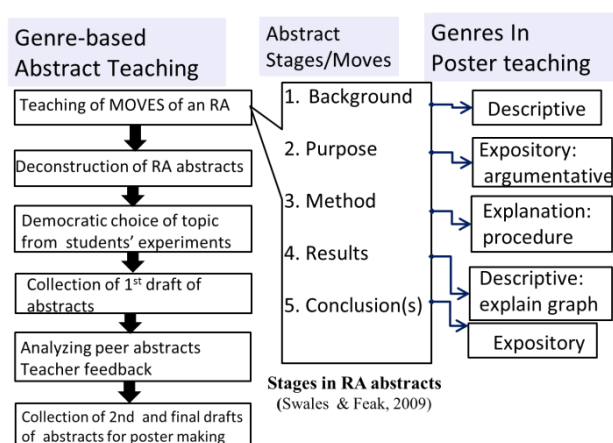 Genre-based
Abstract Teaching
Teaching of MOVES of an RA
Deconstruction of RA abstracts
Democratic choice of topic
from students' experiments
Collection of 1st draft of
abstracts
Analyzing peer abstracts
Teacher feedback
Collection of 2nd and final drafts
of abstracts for poster making
Abstract
Stages/Moves
1. Background
2. Purpose
3. Method
4. Results
5. Conclusion(s)
Stages in RA abstracts
(Swales & Feak, 2009)
Genres In
Poster teaching
Descriptive
Expository:
argumentative
Explanation:
procedure
Descriptive:
explain graph
Expository